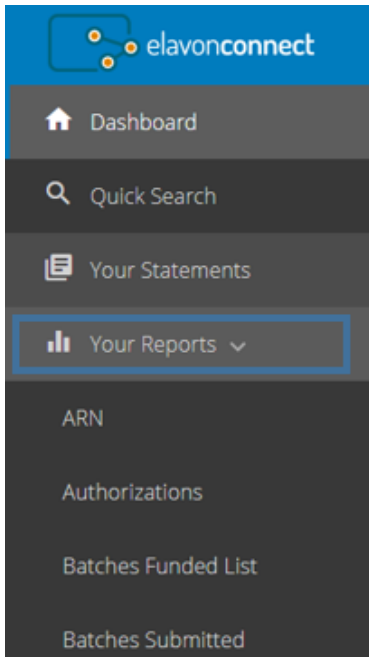 elavonconnect
Dashboard
Quick Search
Your Statements
Your Reports
ARN
Authorizations
Batches Funded List
Batches Submitted